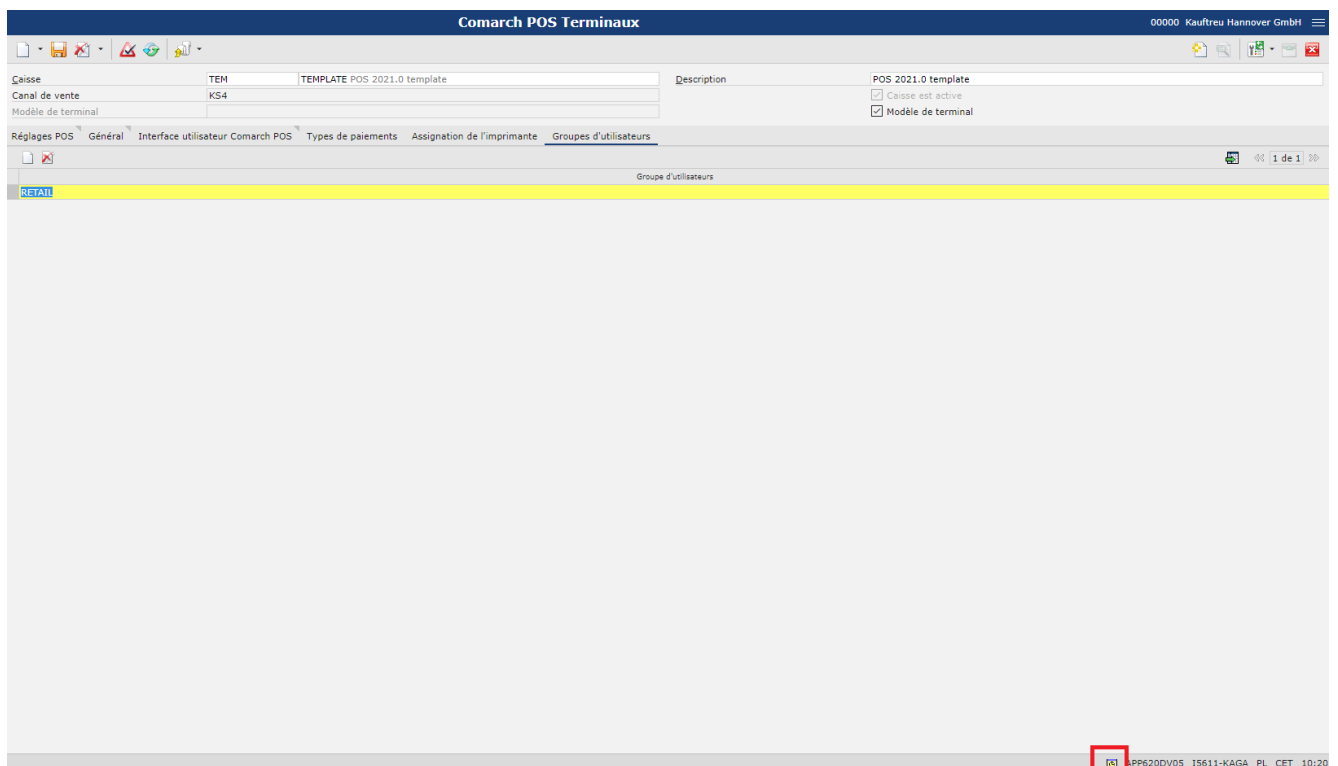 Comarch POS Terminaux
00000 Kauftreu Hannover GmbH
Caisse TEM TEMPLATE POS 2021.0 template Description POS 2021.0 template
Canal de vente KS4 Caisse est active
Modèle de terminal Modèle de terminal
Réglages POS Général Interface utilisateur Comarch POS Types de paiements Assignation de l'imprimante Groupes d'utilisateurs
1 de 1
Groupe d'utilisateurs
RETAIL
APP620DV05 I5611-KAGA PL CET 10:20